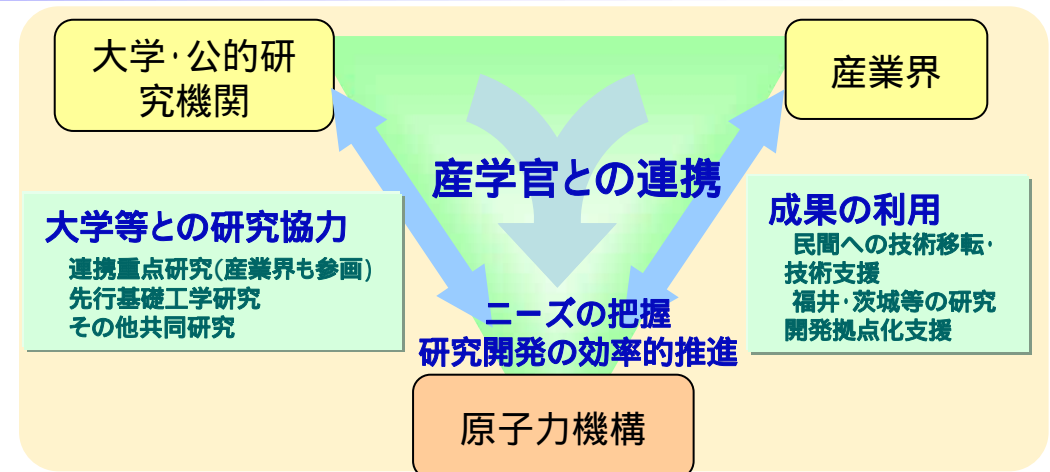 大学・公的研
究機関
産業界
産学官との連携
大学等との研究協力
連携重点研究(産業界も参画)
先行基礎工学研究
その他共同研究
成果の利用
民間への技術移転・
技術支援
福井・茨城等の研究
開発拠点化支援
ニーズの把握
研究開発の効率的推進
原子力機構